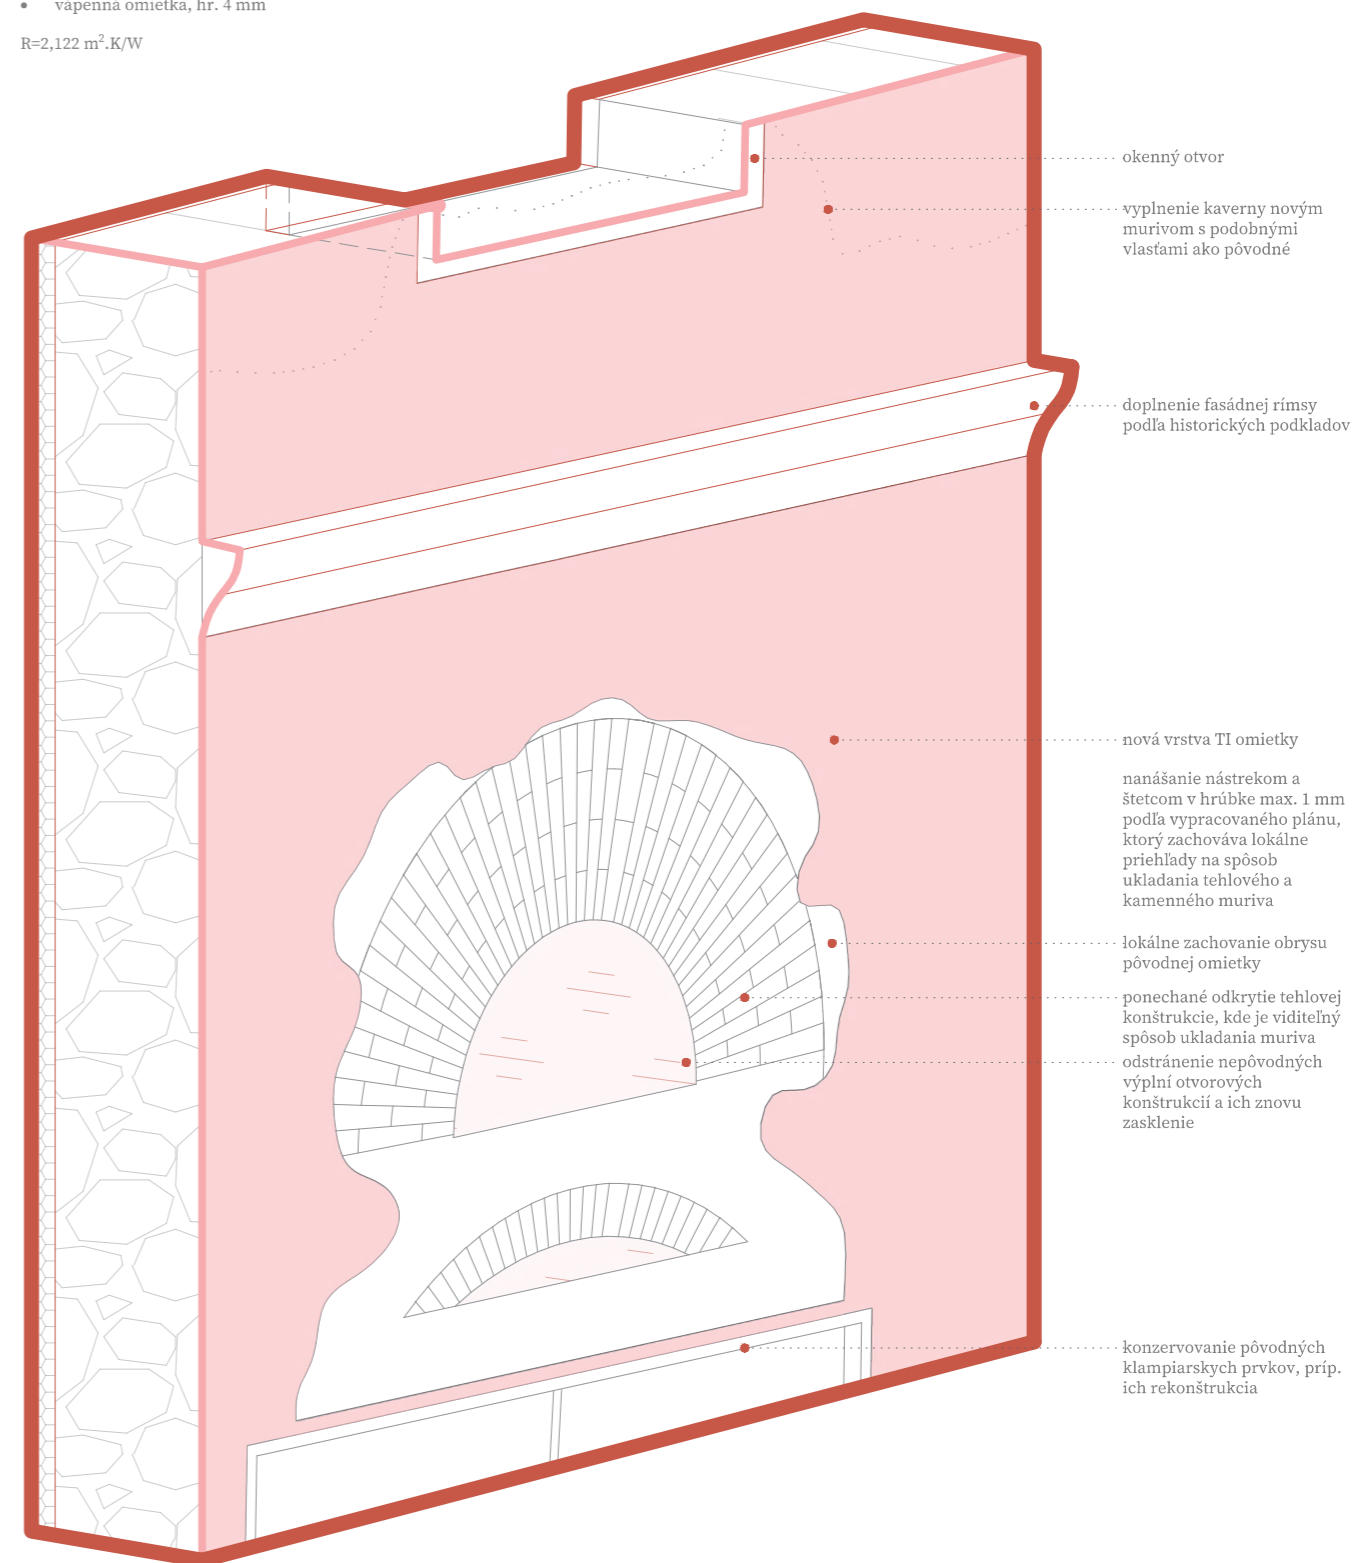 • vápenná omietka, hr. 4 mm
R=2,122 m².K/W
okenný otvor
vyplnenie kaverny novým
murivom s podobnými
vlasťami ako pôvodné
doplnenie fasádnej rímsy
podľa historických podkladov
nová vrstva TI omietky
nanášanie nástrekom a
štetcom v hrúbke max. 1 mm
podľa vypracovaného plánu,
ktorý zachováva lokálne
priehľady na spôsob
ukladania tehlového a
kamenného muriva
lokálne zachovanie obrysu
pôvodnej omietky
ponechané odkrytie tehlovej
konštrukcie, kde je viditeľný
spôsob ukladania muriva
odstránenie nepôvodných
výplní otvorových
konštrukcií a ich znovu
zasklenie
konzervovanie pôvodných
klampiarskych prvkov, príp.
ich rekonštrukcia